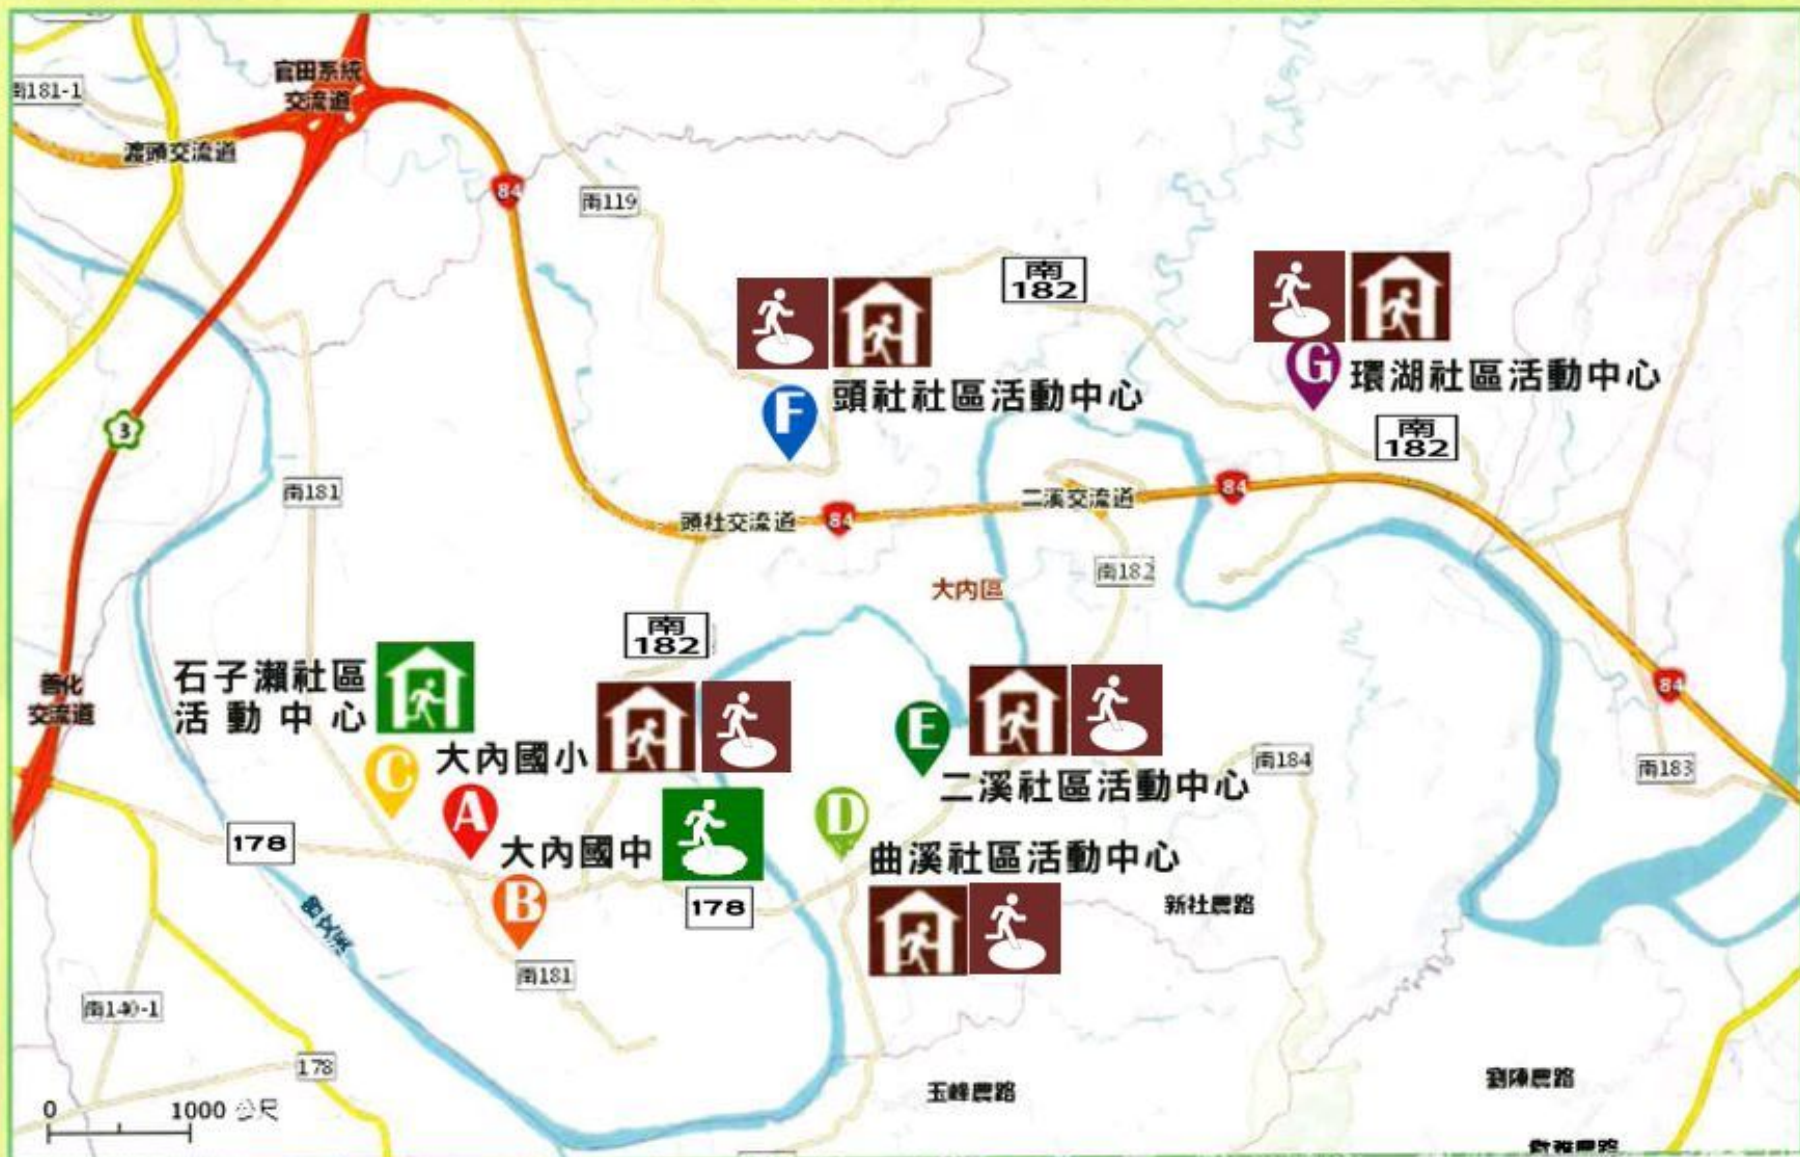 官田系統
交流道
南181-1
渡頭交流道
84
南119
南
182
G
環湖社區活動中心
F
頭社社區活動中心
南
182
3
南181
84
二溪交流道
頭社交流道
84
南182
大內區
南
182
石子瀨社區
活動中心
善化
交流道
84
E
C
大內國小
二溪社區活動中心
南184
南183
A
D
178
大內國中
曲溪社區活動中心
B
178
新社農路
南181
南140-1
178
玉峰農路
劉陳農路
0
1000 公尺